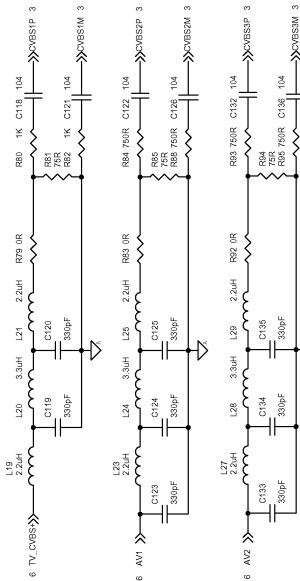 CVBS1P 3
CVBS1M 3
C118 104
C121 104
R80 1K
R82 1K
R81
75R
R79 0R
L21 2.2uH
C120
330pF
L20 3.3uH
C119
330pF
L19
2.2uH
6 TV_CVBS+
A
CVBS2P 3
CVBS2M 3
C122 104
C126 104
R84 750R
R88 750R
R85
75R
R83 0R
L25 2.2uH
C125
330pF
L24 3.3uH
C124
330pF
L23
2.2uH
C123
330pF
6 AV1
CVBS3P 3
CVBS3M 3
C132 104
C136 104
R93 750R
R95 750R
R94
75R
R92 0R
L29 2.2uH
C135
330pF
L28 3.3uH
C134
330pF
L27
2.2uH
C133
330pF
6 AV2